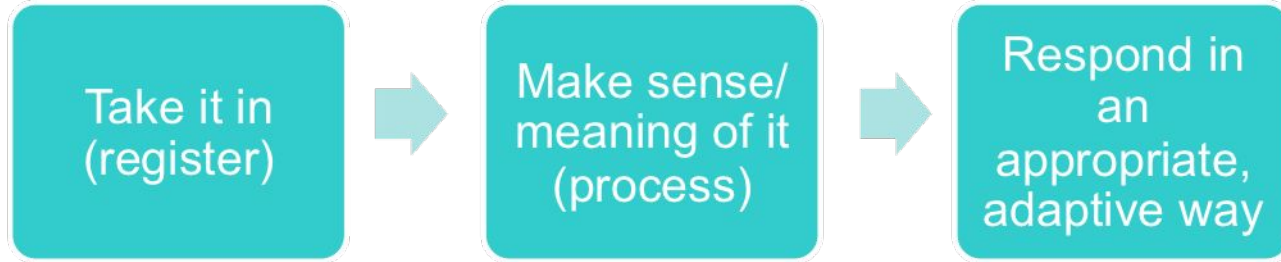 Take it in
(register)
Make sense/
meaning of it
(process)
Respond in
an
appropriate,
adaptive way